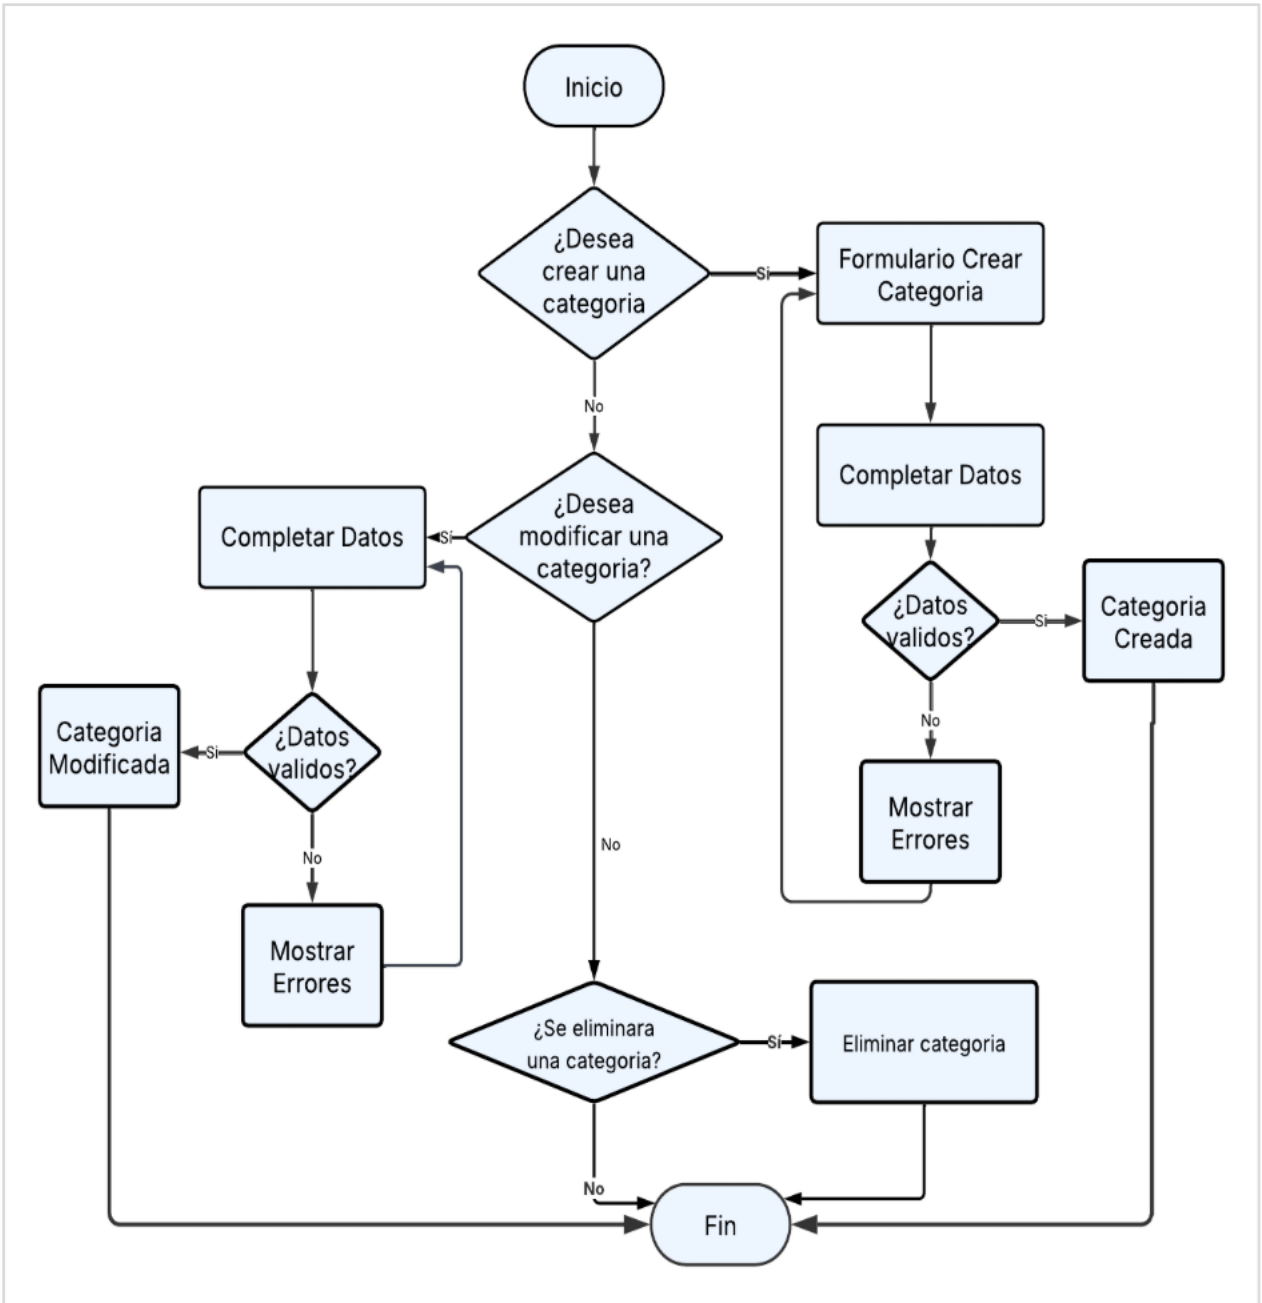 Inicio
¿Desea
crear una
categoria
Si
Formulario Crear
Categoria
No
Completar Datos
¿Desea
modificar una
categoria?
Sí
Completar Datos
¿Datos
validos?
Si
Categoria
Creada
No
Mostrar
Errores
¿Datos
validos?
Si
Categoria
Modificada
No
Mostrar
Errores
No
¿Se eliminara
una categoria?
Sí
Eliminar categoria
No
Fin